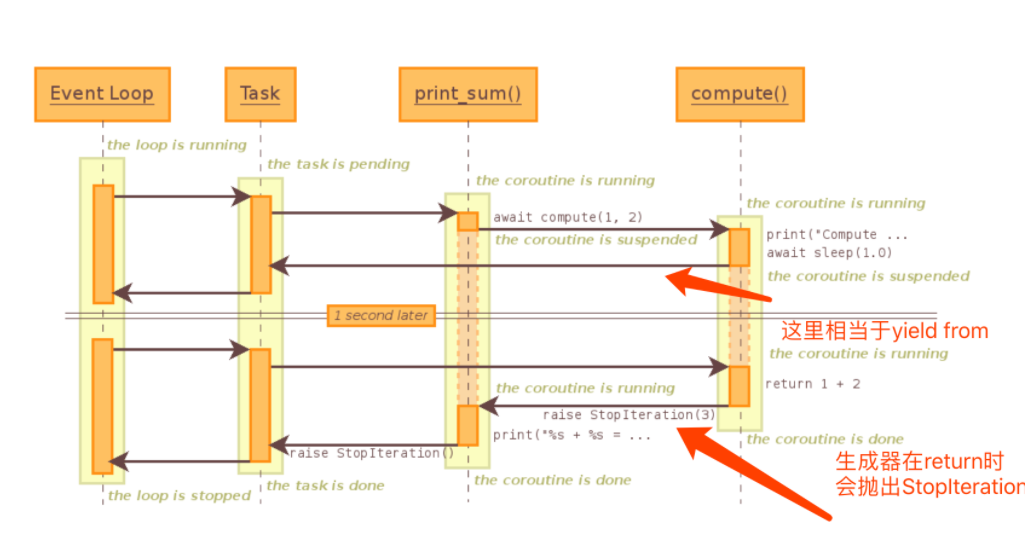 Event Loop
Task
print_sum()
compute()
the loop is running
the task is pending
the coroutine is running
the coroutine is running
await compute(1, 2)
the coroutine is suspended
print("Compute ...
await sleep(1.0)
the coroutine is suspended
1 second later
这里相当于yield from
the coroutine is running
return 1 + 2
the coroutine is running
raise StopIteration(3)
print("%s + %s = ...
the coroutine is done
raise StopIteration()
生成器在return时
会抛出StopIteration
the coroutine is done
the task is done
the loop is stopped